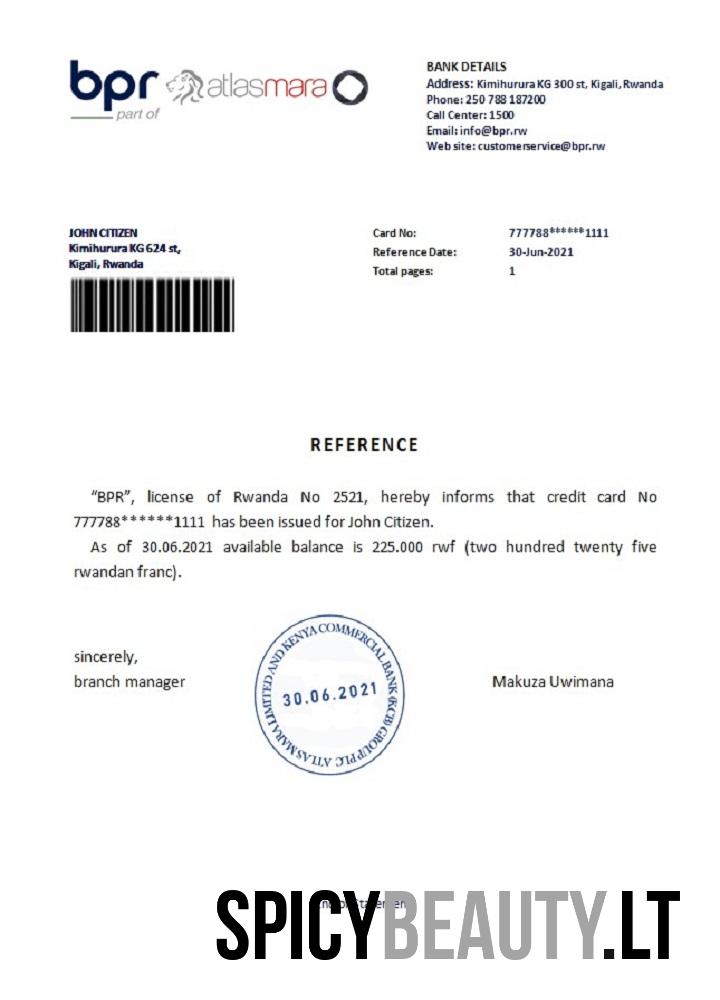 bpr atlasmara
part of
BANK DETAILS
Address: Kimihurura KG 300 st, Kigali, Rwanda
Phone: 250 788 187200
Call Center: 1500
Email: info@bpr.rw
Web site: customerservice@bpr.rw
JOHN CITIZEN
Kimihurura KG 624 st,
Kigali, Rwanda
Card No: 777788******1111
Reference Date: 30-Jun-2021
Total pages: 1
REFERENCE
“BPR”, license of Rwanda No 2521, hereby informs that credit card No
777788******1111 has been issued for John Citizen.
As of 30.06.2021 available balance is 225.000 rwf (two hundred twenty five
rwandan franc).
sincerely,
branch manager
ATLAS MARA LIMITED AND KENYA COMMERCIAL BANK (KCB) GROUP PLC
30.06.2021
Makuza Uwimana
SPICYBEAUTY.LT